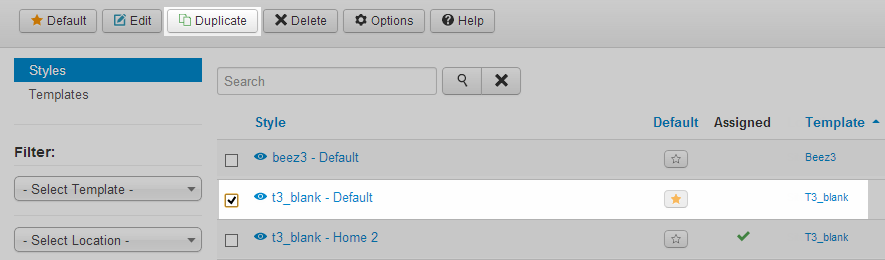 Default Edit Duplicate Delete Options Help
Styles
Templates
Filter:
- Select Template -
- Select Location -
Search
Style Default Assigned Template
beez3 - Default Beez3
t3_blank - Default T3_blank
t3_blank - Home 2 T3_blank